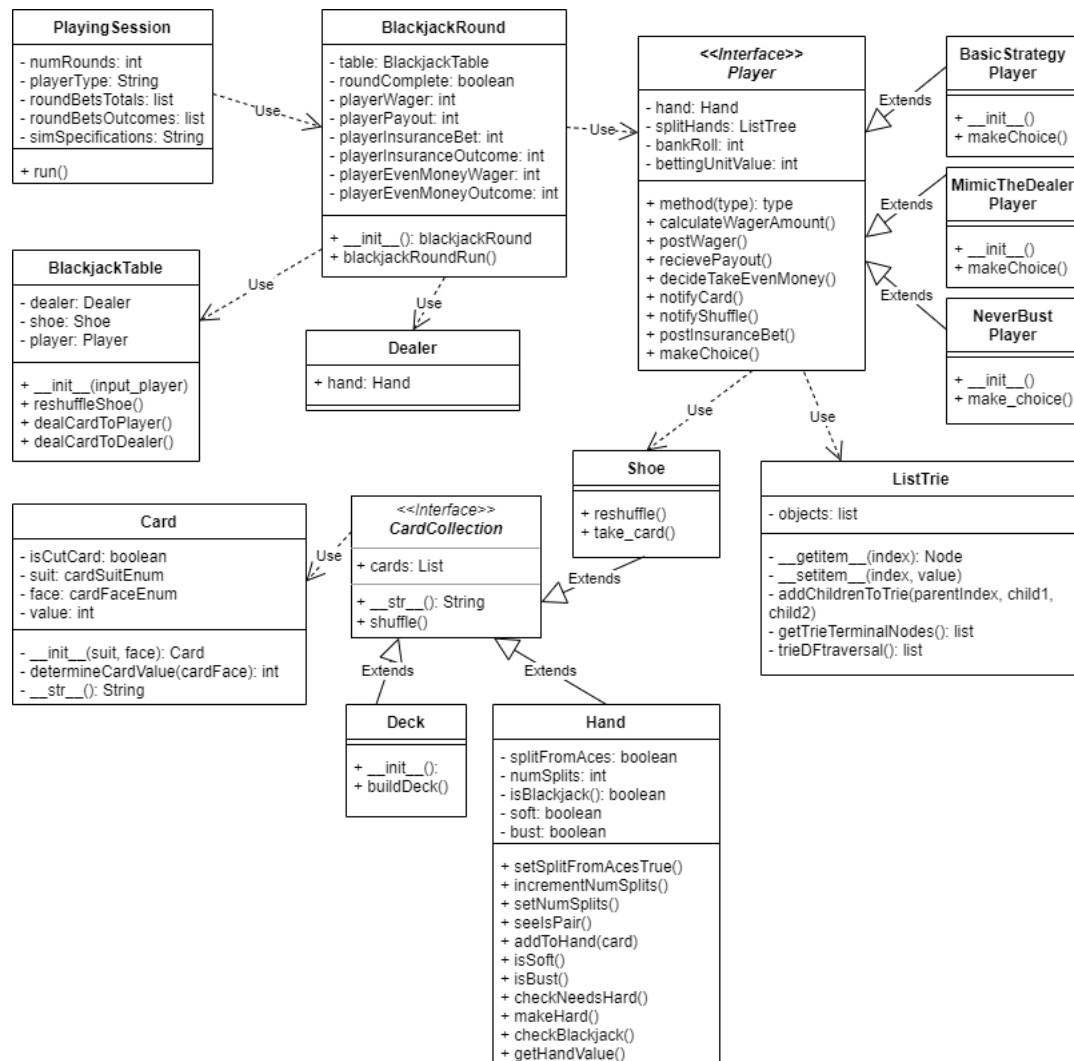 PlayingSession
- numRounds: int
- playerType: String
- roundBetsTotals: list
- roundBetsOutcomes: list
- simSpecifications: String
+ run()
Use
BlackjackRound
- table: BlackjackTable
- roundComplete: boolean
- playerWager: int
- playerPayout: int
- playerInsuranceBet: int
- playerInsuranceOutcome: int
- playerEvenMoneyWager: int
- playerEvenMoneyOutcome: int
+ __init__(): blackjackRound
+ blackjackRoundRun()
Use
<<Interface>>
Player
- hand: Hand
- splitHands: ListTree
- bankRoll: int
- bettingUnitValue: int
+ method(type): type
+ calculateWagerAmount()
+ postWager()
+ recievePayout()
+ decideTakeEvenMoney()
+ notifyCard()
+ notifyShuffle()
+ postInsuranceBet()
+ makeChoice()
Extends
BasicStrategy
Player
+ __init__()
+ makeChoice()
Extends
MimicTheDealer
Player
+ __init__()
+ makeChoice()
Extends
NeverBust
Player
+ __init__()
+ make_choice()
Use
BlackjackTable
- dealer: Dealer
- shoe: Shoe
- player: Player
+ __init__(input_player)
+ reshuffleShoe()
+ dealCardToPlayer()
+ dealCardToDealer()
Use
Dealer
+ hand: Hand
Use
Use
Shoe
+ reshuffle()
+ take_card()
Extends
ListTrie
- objects: list
- __getitem__(index): Node
- __setitem__(index, value)
- addChildrenToTrie(parentIndex, child1,
child2)
- getTrieTerminalNodes(): list
- trieDFtraversal(): list
Card
- isCutCard: boolean
- suit: cardSuitEnum
- face: cardFaceEnum
- value: int
- __init__(suit, face): Card
- determineCardValue(cardFace): int
- __str__(): String
Use
<<Interface>>
CardCollection
+ cards: List
+ __str__(): String
+ shuffle()
Extends
Extends
Deck
+ __init__():
+ buildDeck()
Hand
- splitFromAces: boolean
- numSplits: int
- isBlackjack(): boolean
- soft: boolean
- bust: boolean
+ setSplitFromAcesTrue()
+ incrementNumSplits()
+ setNumSplits()
+ seeIsPair()
+ addToHand(card)
+ isSoft()
+ isBust()
+ checkNeedsHard()
+ makeHard()
+ checkBlackjack()
+ getHandValue()